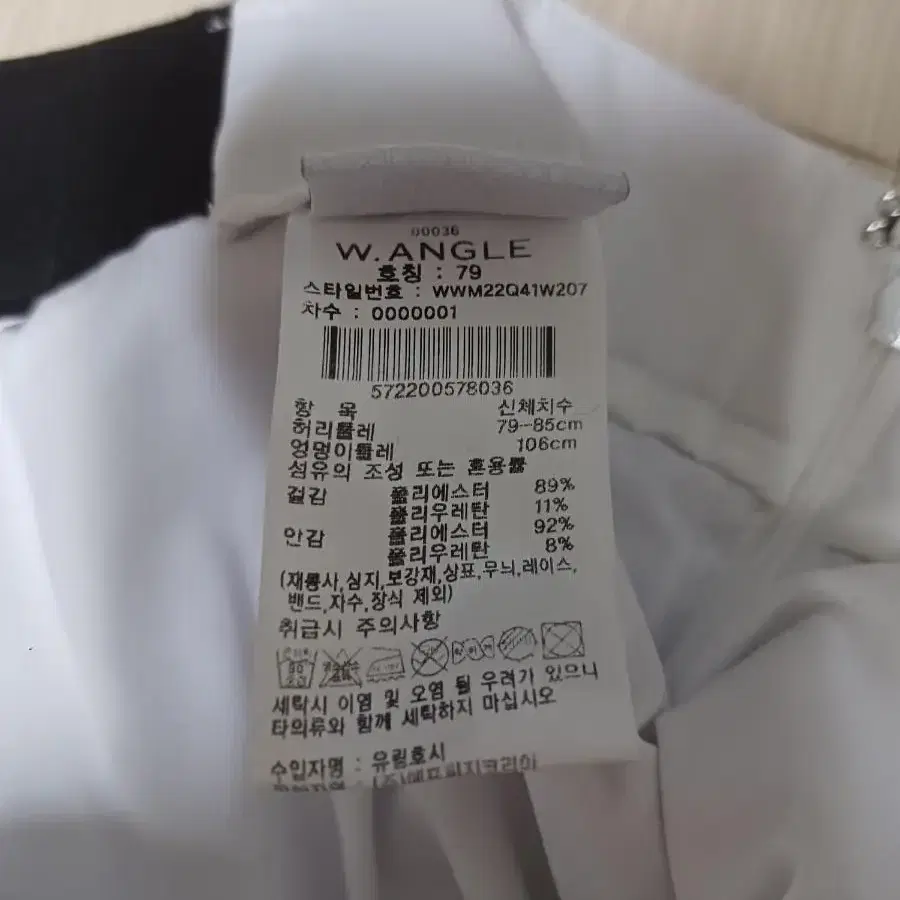 00036
W.ANGLE
호칭 : 79
스타일번호 : WWM22Q41W207
차수 : 0000001
572200578036
항 목 신체치수
허리둘레 79-85cm
엉덩이둘레 106cm
섬유의 조성 또는 혼용률
겉감 폴리에스터 89%
폴리우레탄 11%
안감 폴리에스터 92%
폴리우레탄 8%
(재봉사,심지,보강재,상표,무늬,레이스,
밴드,자수,장식 제외)
취급시 주의사항
세탁시 이염 및 오염 될 우려가 있으니
타의류와 함께 세탁하지 마십시오
수입자명 : 유림호시